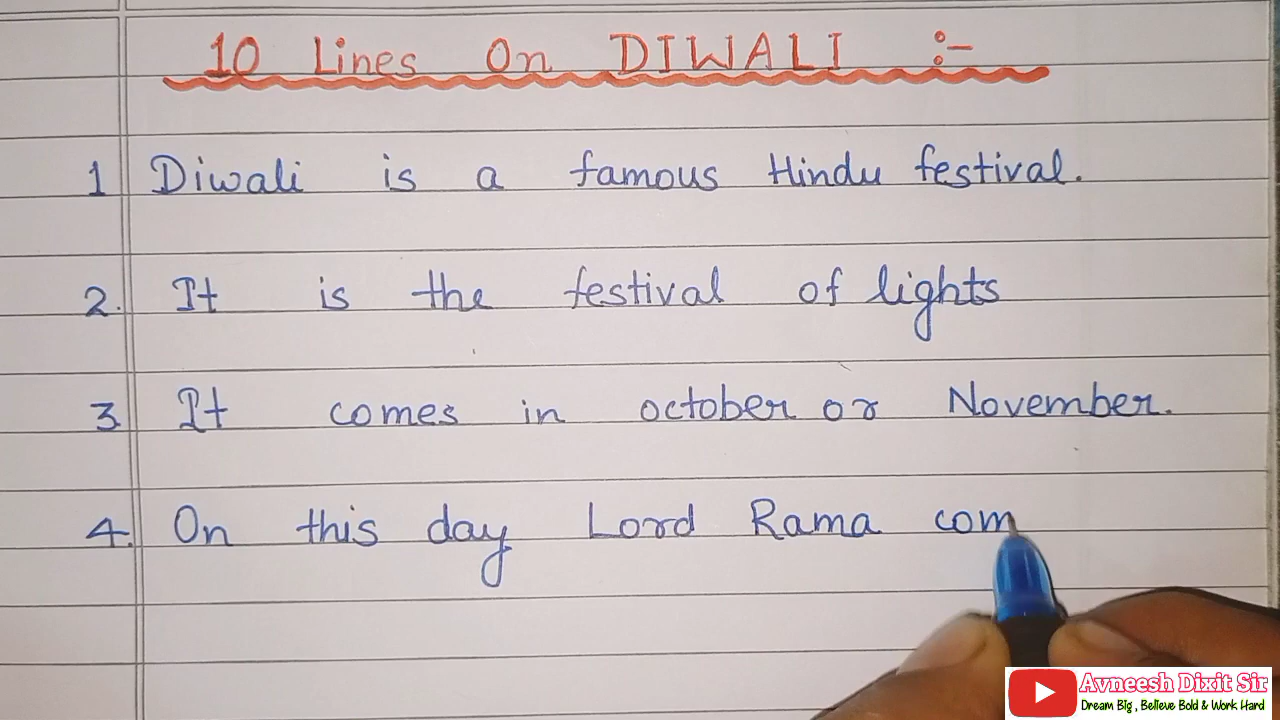 10 Lines On DIWALI :-
1 Diwali is a famous Hindu festival.
2. It is the festival of lights
3. It comes in october or November.
4. On this day Lord Rama com
Avneesh Dixit Sir
Dream Big , Believe Bold & Work Hard